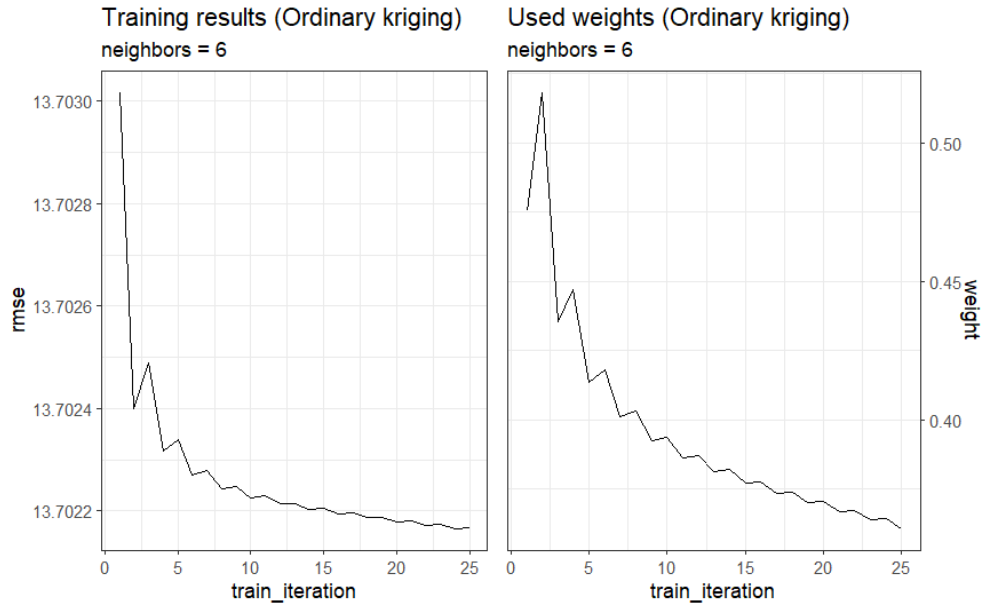 Training results (Ordinary kriging)
neighbors = 6
rmse
13.7030
13.7028
13.7026
13.7024
13.7022
0 5 10 15 20 25
train_iteration
Used weights (Ordinary kriging)
neighbors = 6
0.50
0.45
0.40
weight
0 5 10 15 20 25
train_iteration